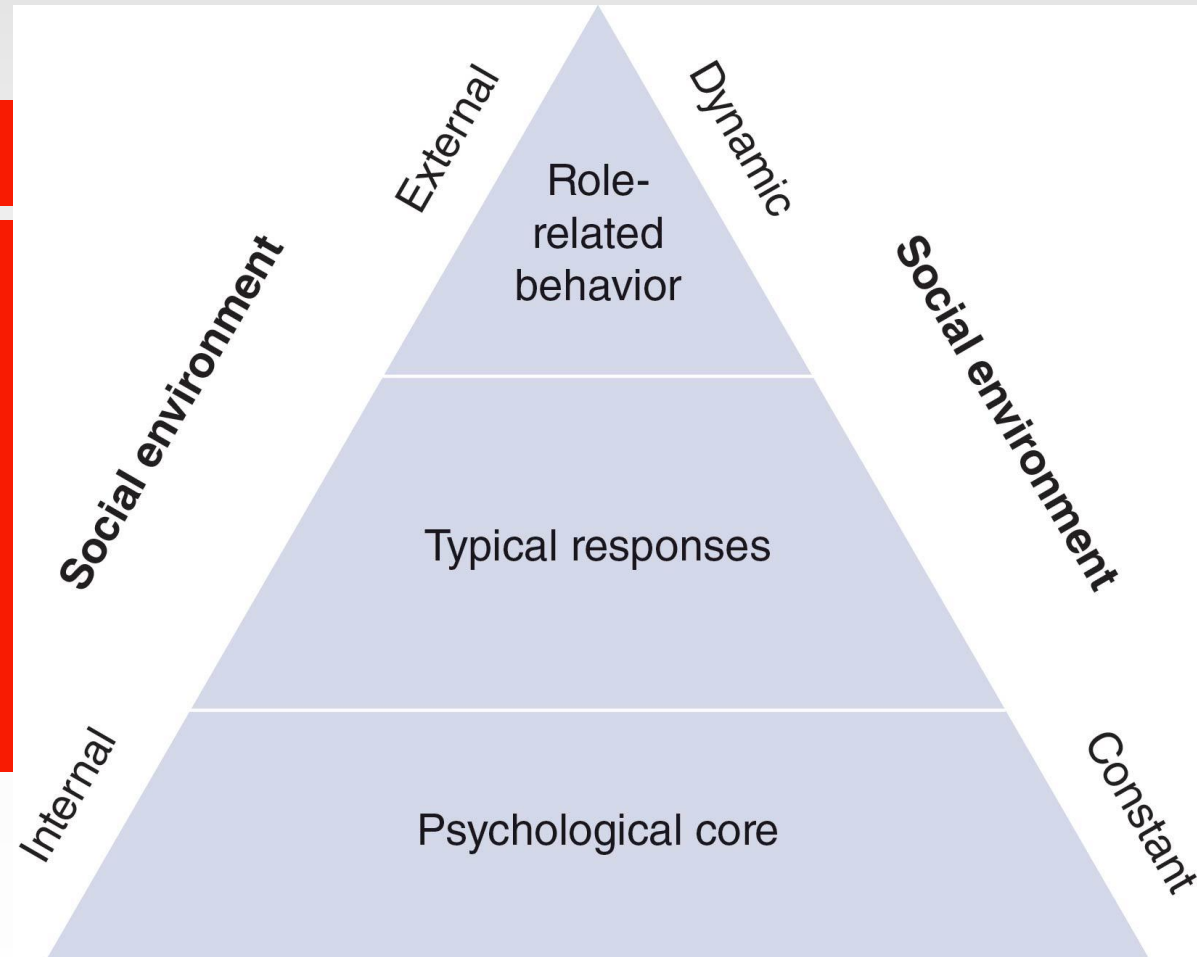 External
Dynamic
Role-
related
behavior
Social environment
Social environment
Typical responses
Internal
Constant
Psychological core